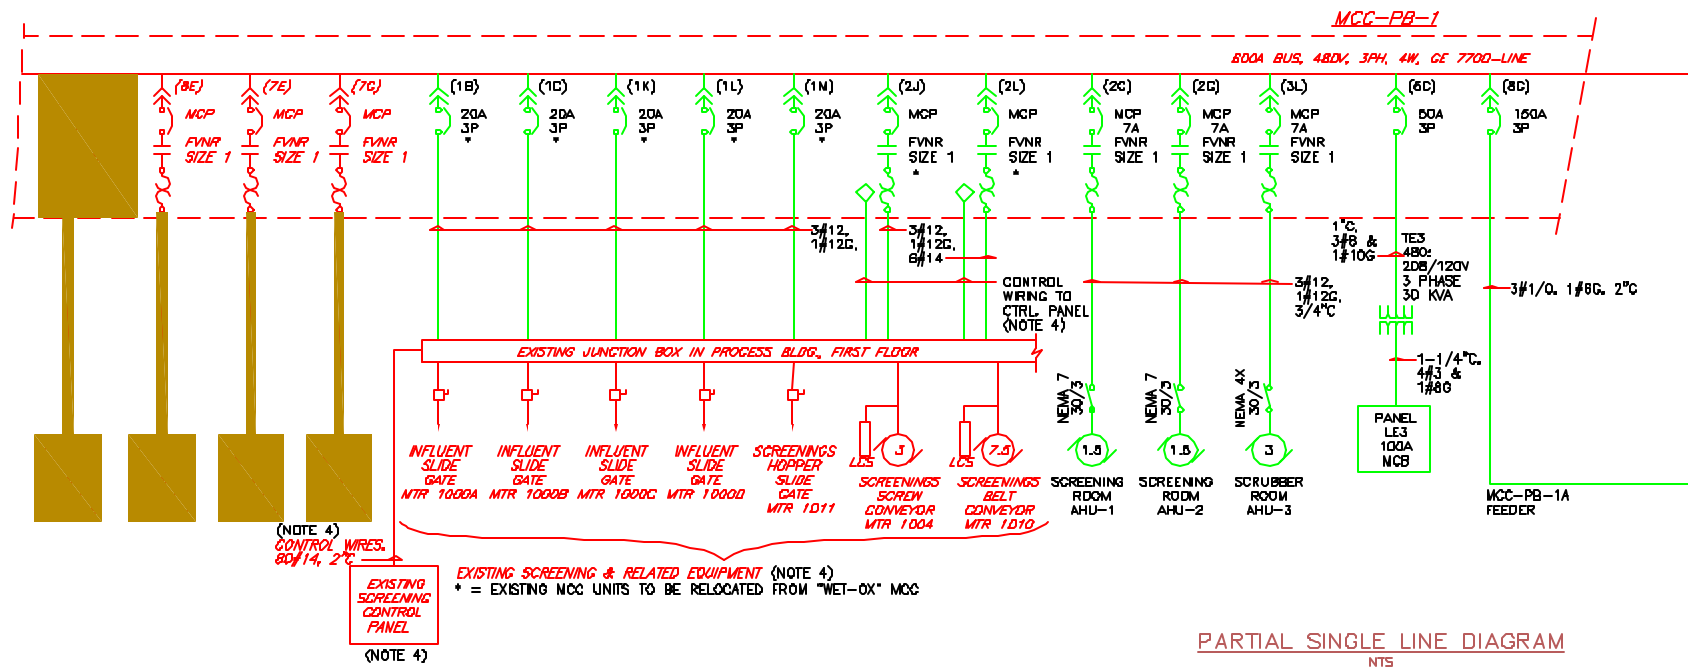 MCC-PB-1
600A BUS, 480V, 3PH, 4W, GE 7700-LINE
(7E)
MCP
FVNR
SIZE 1
(7G)
MCP
FVNR
SIZE 1
MCP
FVNR
SIZE 1
(1B)
20A
3P
*
(1C)
20A
3P
*
(1K)
20A
3P
*
(1L)
20A
3P
*
(1N)
20A
3P
*
(2J)
MCP
FVNR
SIZE 1
*
(2L)
MCP
FVNR
SIZE 1
*
(2C)
MCP
7A
FVNR
SIZE 1
(2G)
MCP
7A
FVNR
SIZE 1
(3L)
MCP
7A
FVNR
SIZE 1
3P
3P
3#12,
1#12G,
3#12,
1#12G,
6#14
CONTROL
WIRING TO
CTRL. PANEL
(NOTE 4)
3#12,
1#12G,
3/4"C
1"C,
3#8 &
1#10G
TE3
480:
208/120V
3 PHASE
30 KVA
3#1/0, 1#6G, 2"C
1-1/4"C,
4#3 &
EXISTING JUNCTION BOX IN PROCESS BLDG., FIRST FLOOR
NEMA 7
30/3
NEMA 7
30/3
NEMA 4X
30/3
INFLUENT
SLIDE
GATE
MTR 1000A
INFLUENT
SLIDE
GATE
MTR 1000B
INFLUENT
SLIDE
GATE
MTR 1000C
INFLUENT
SLIDE
GATE
MTR 1000D
SCREENINGS
HOPPER
SLIDE
GATE
MTR 1011
LCS
3
SCREENINGS
SCREW
CONVEYOR
MTR 1004
LCS
7.5
SCREENINGS
BELT
CONVEYOR
MTR 1010
1.5
SCREENING
ROOM
AHU-1
1.5
SCREENING
ROOM
AHU-2
3
SCRUBBER
ROOM
AHU-3
PANEL
LE3
100A
MCB
MCC-PB-1A
FEEDER
(NOTE 4)
CONTROL WIRES,
80#14, 2"C
EXISTING
SCREENING
CONTROL
PANEL
(NOTE 4)
EXISTING SCREENING & RELATED EQUIPMENT (NOTE 4)
* = EXISTING MCC UNITS TO BE RELOCATED FROM "WET-OX" MCC
PARTIAL SINGLE LINE DIAGRAM
NTS